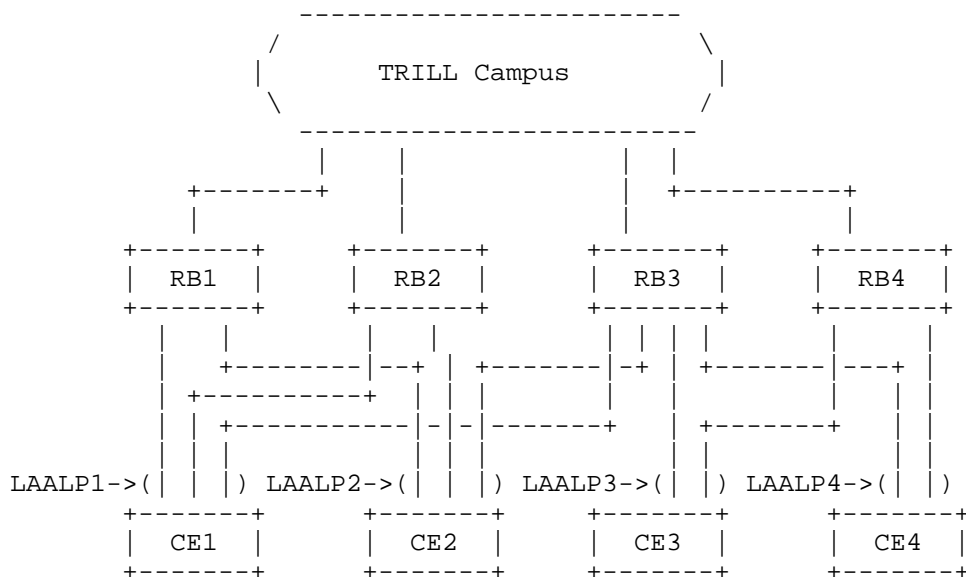 TRILL Campus
RB1 RB2 RB3 RB4
LAALP1->( ) LAALP2->( ) LAALP3->( ) LAALP4->( )
CE1 CE2 CE3 CE4